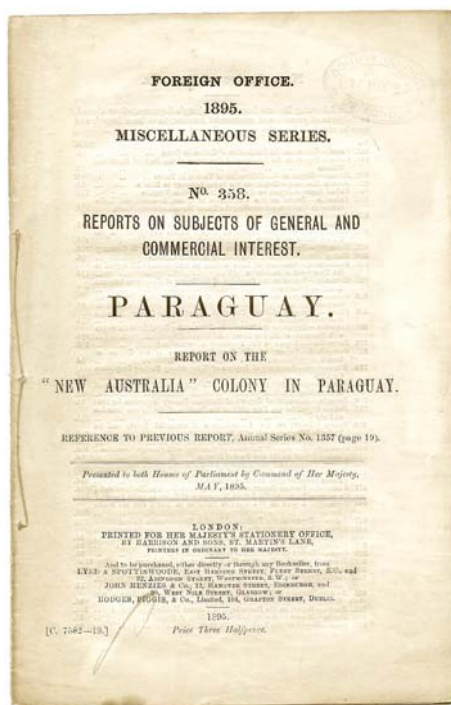 FOREIGN OFFICE.
1895.
MISCELLANEOUS SERIES.
No. 358.
REPORTS ON SUBJECTS OF GENERAL AND
COMMERCIAL INTEREST.
PARAGUAY.
REPORT ON THE
"NEW AUSTRALIA" COLONY IN PARAGUAY.
REFERENCE TO PREVIOUS REPORT, Annual Series No. 1357 (page 19).
Presented to both Houses of Parliament by Command of Her Majesty,
MAY, 1895.
LONDON:
PRINTED FOR HER MAJESTY'S STATIONERY OFFICE,
BY HARRISON AND SONS, ST. MARTIN'S LANE,
PRINTERS IN ORDINARY TO HER MAJESTY.
And to be purchased, either directly or through any Bookseller, from
EYRE & SPOTTISWOODE, EAST HARDING STREET, FLEET STREET, E.C., and
32, ABINGDON STREET, WESTMINSTER, S.W.; or
JOHN MENZIES & Co., 12, HANOVER STREET, EDINBURGH, and
90, WEST NILE STREET, GLASGOW; or
HODGES, FIGGIS, & Co., Limited, 104, GRAFTON STREET, DUBLIN.
1895.
[C. 7582—19.] Price Three Halfpence.